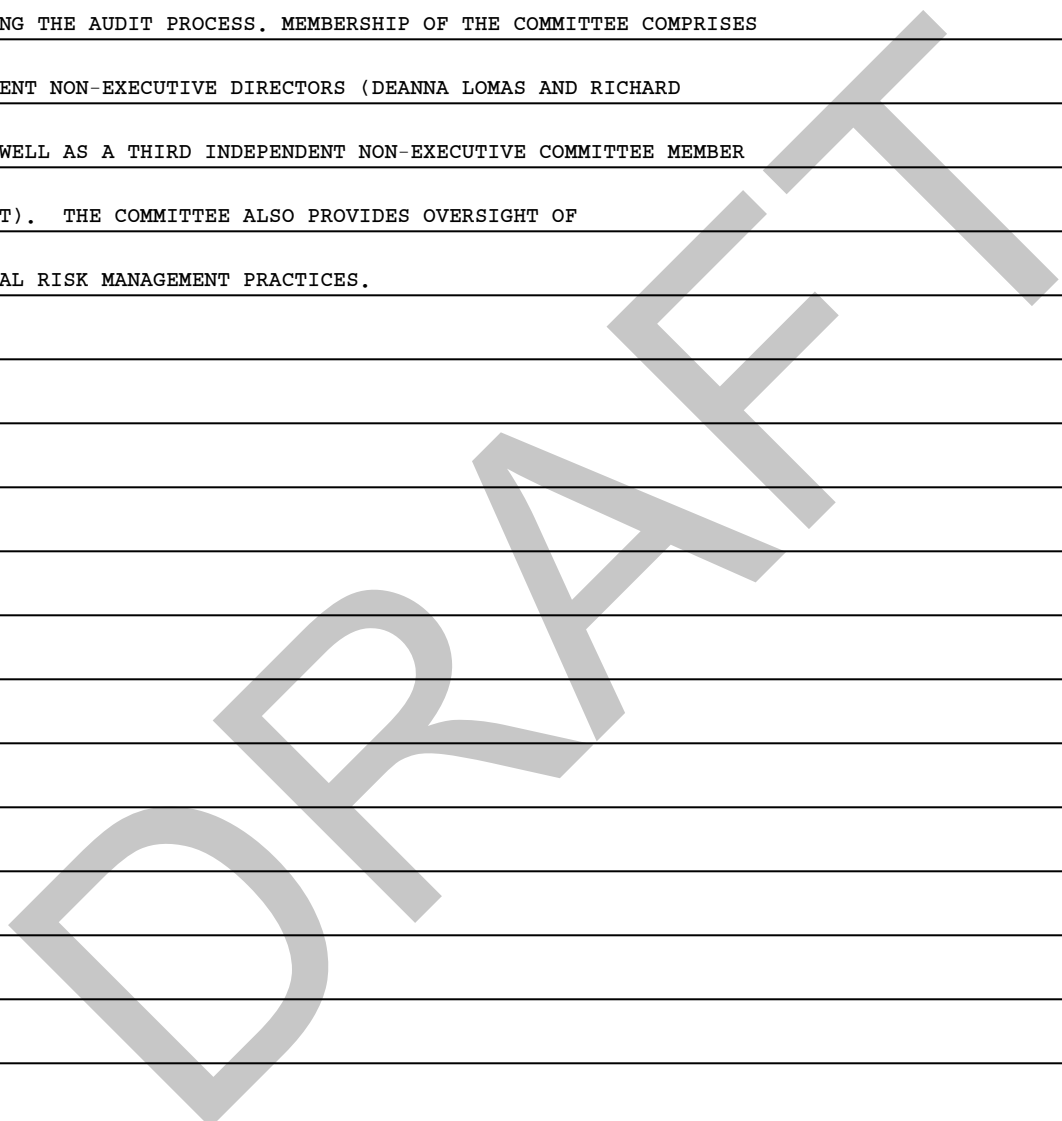 NG THE AUDIT PROCESS. MEMBERSHIP OF THE COMMITTEE COMPRISES
ENT NON-EXECUTIVE DIRECTORS (DEANNA LOMAS AND RICHARD
WELL AS A THIRD INDEPENDENT NON-EXECUTIVE COMMITTEE MEMBER
T).  THE COMMITTEE ALSO PROVIDES OVERSIGHT OF
AL RISK MANAGEMENT PRACTICES.
DRAFT